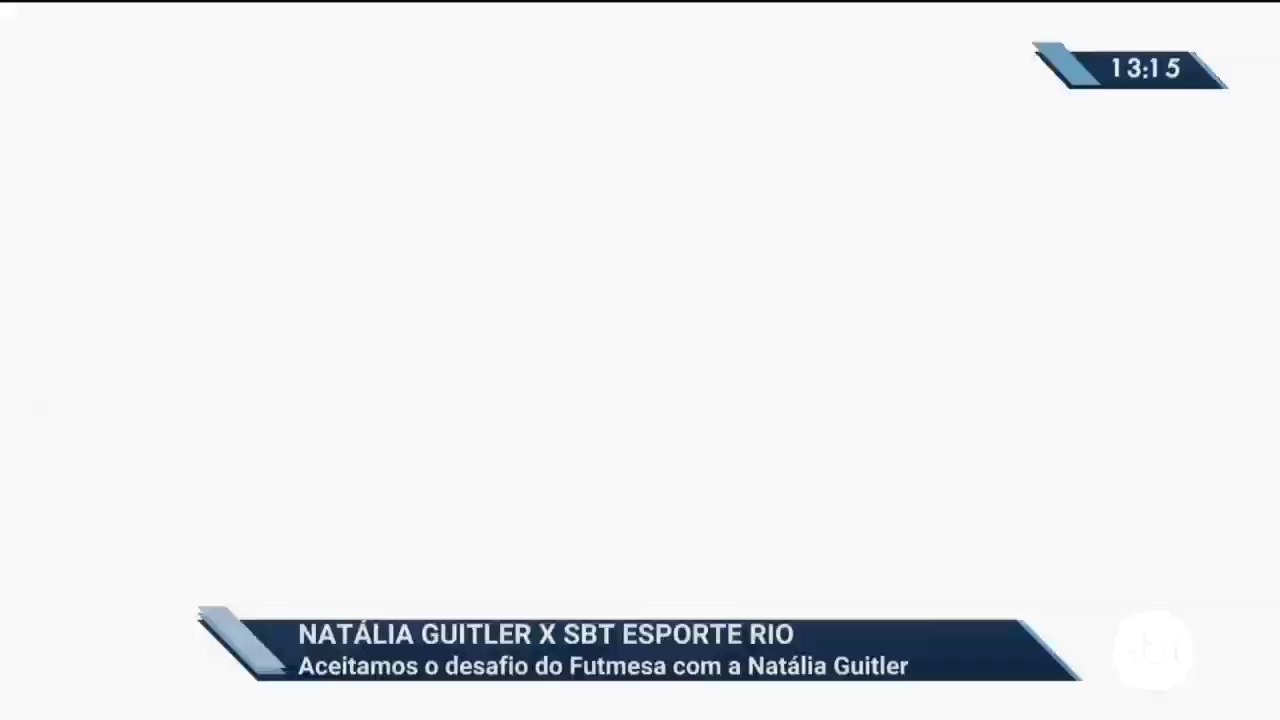 13:15
NATÁLIA GUITLER X SBT ESPORTE RIO
Aceitamos o desafio do Futmesa com a Natália Guitler